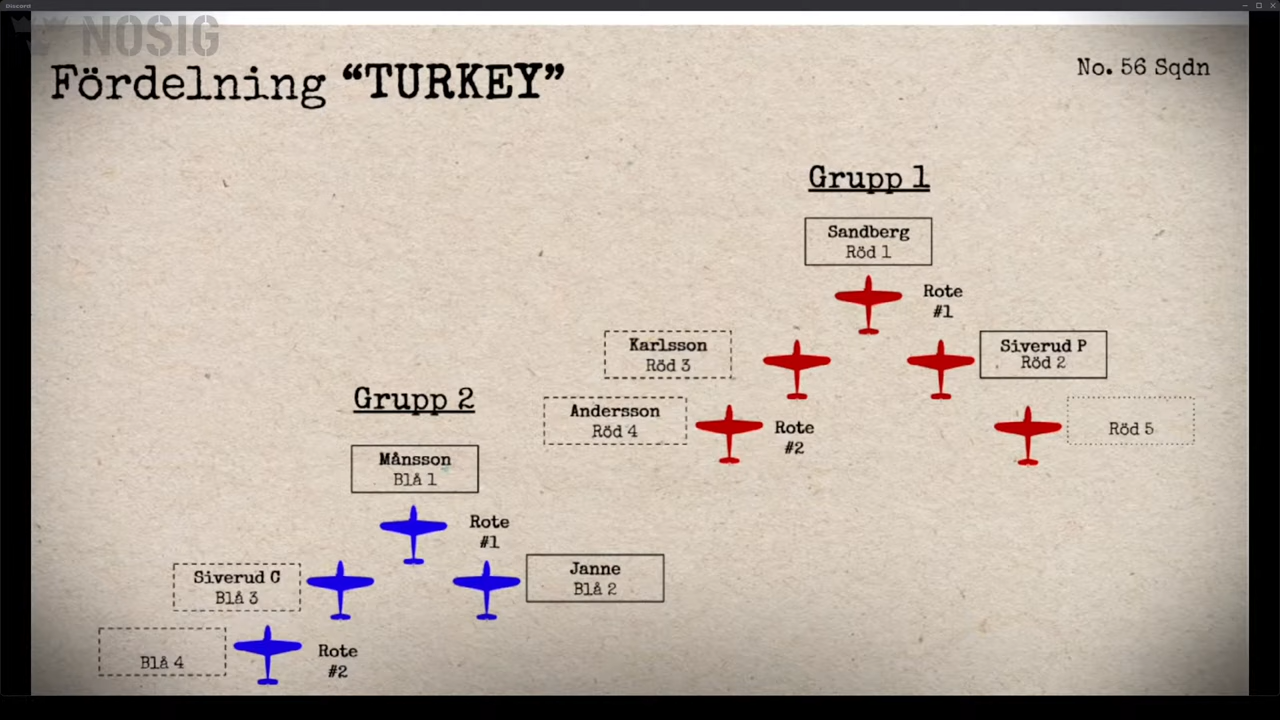 Discord
NOSIG
Fördelning “TURKEY”
No. 56 Sqdn
Grupp 1
Sandberg
Röd 1
Rote
#1
Karlsson
Röd 3
Siverud P
Röd 2
Andersson
Röd 4
Rote
#2
Röd 5
Grupp 2
Månsson
Blå 1
Rote
#1
Siverud C
Blå 3
Janne
Blå 2
Blå 4
Rote
#2